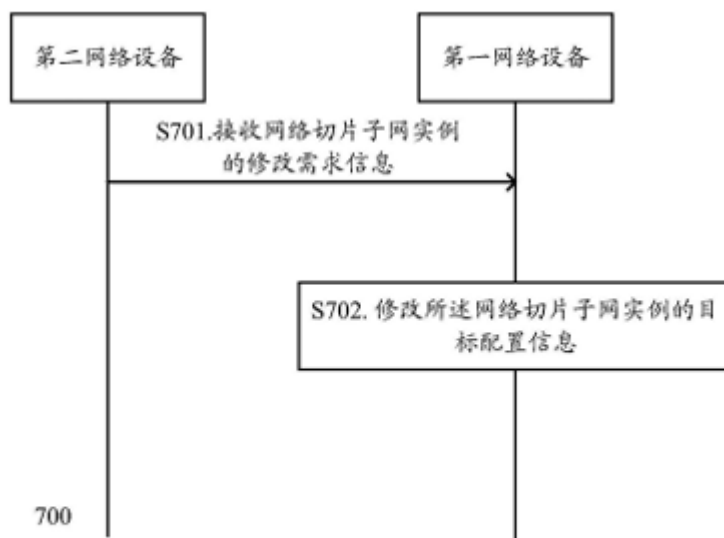 第二网络设备
第一网络设备
S701.接收网络切片子网实例
的修改需求信息
S702. 修改所述网络切片子网实例的目
标配置信息
700